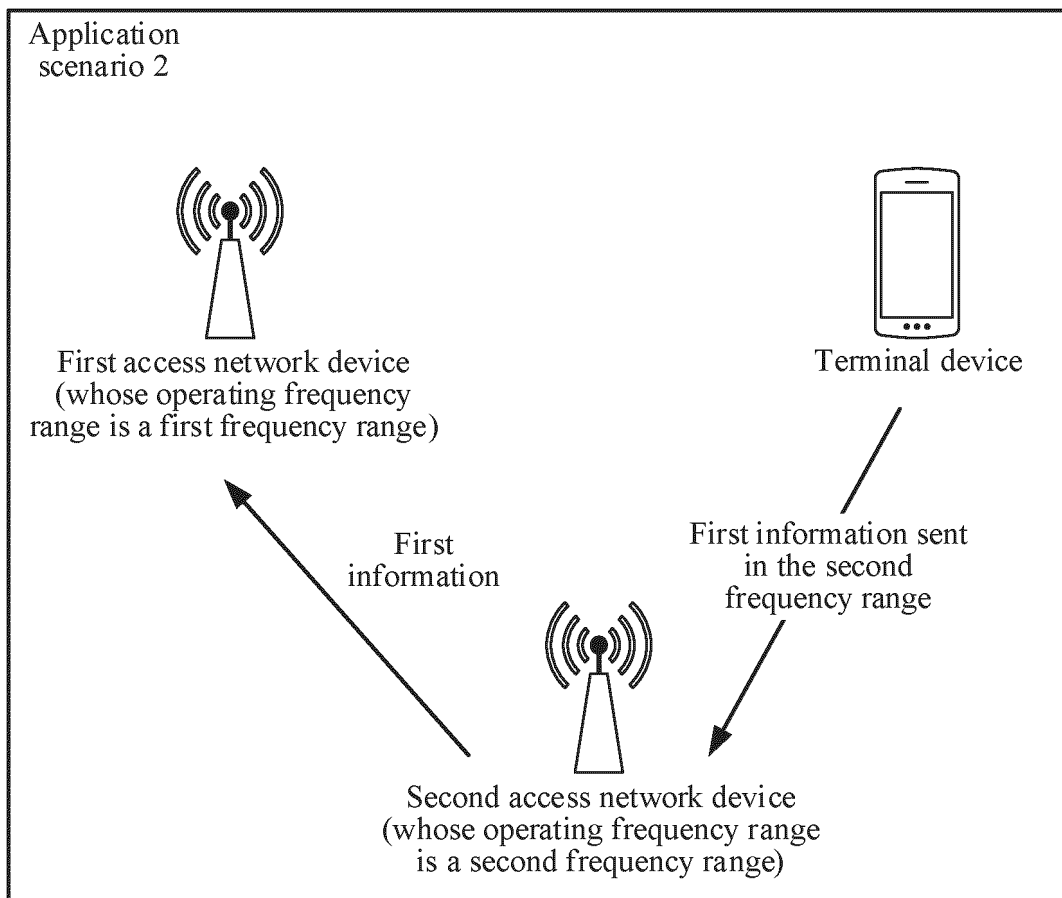 Application
scenario 2
First access network device
(whose operating frequency
range is a first frequency range)
Terminal device
First
information
First information sent
in the second
frequency range
Second access network device
(whose operating frequency range
is a second frequency range)